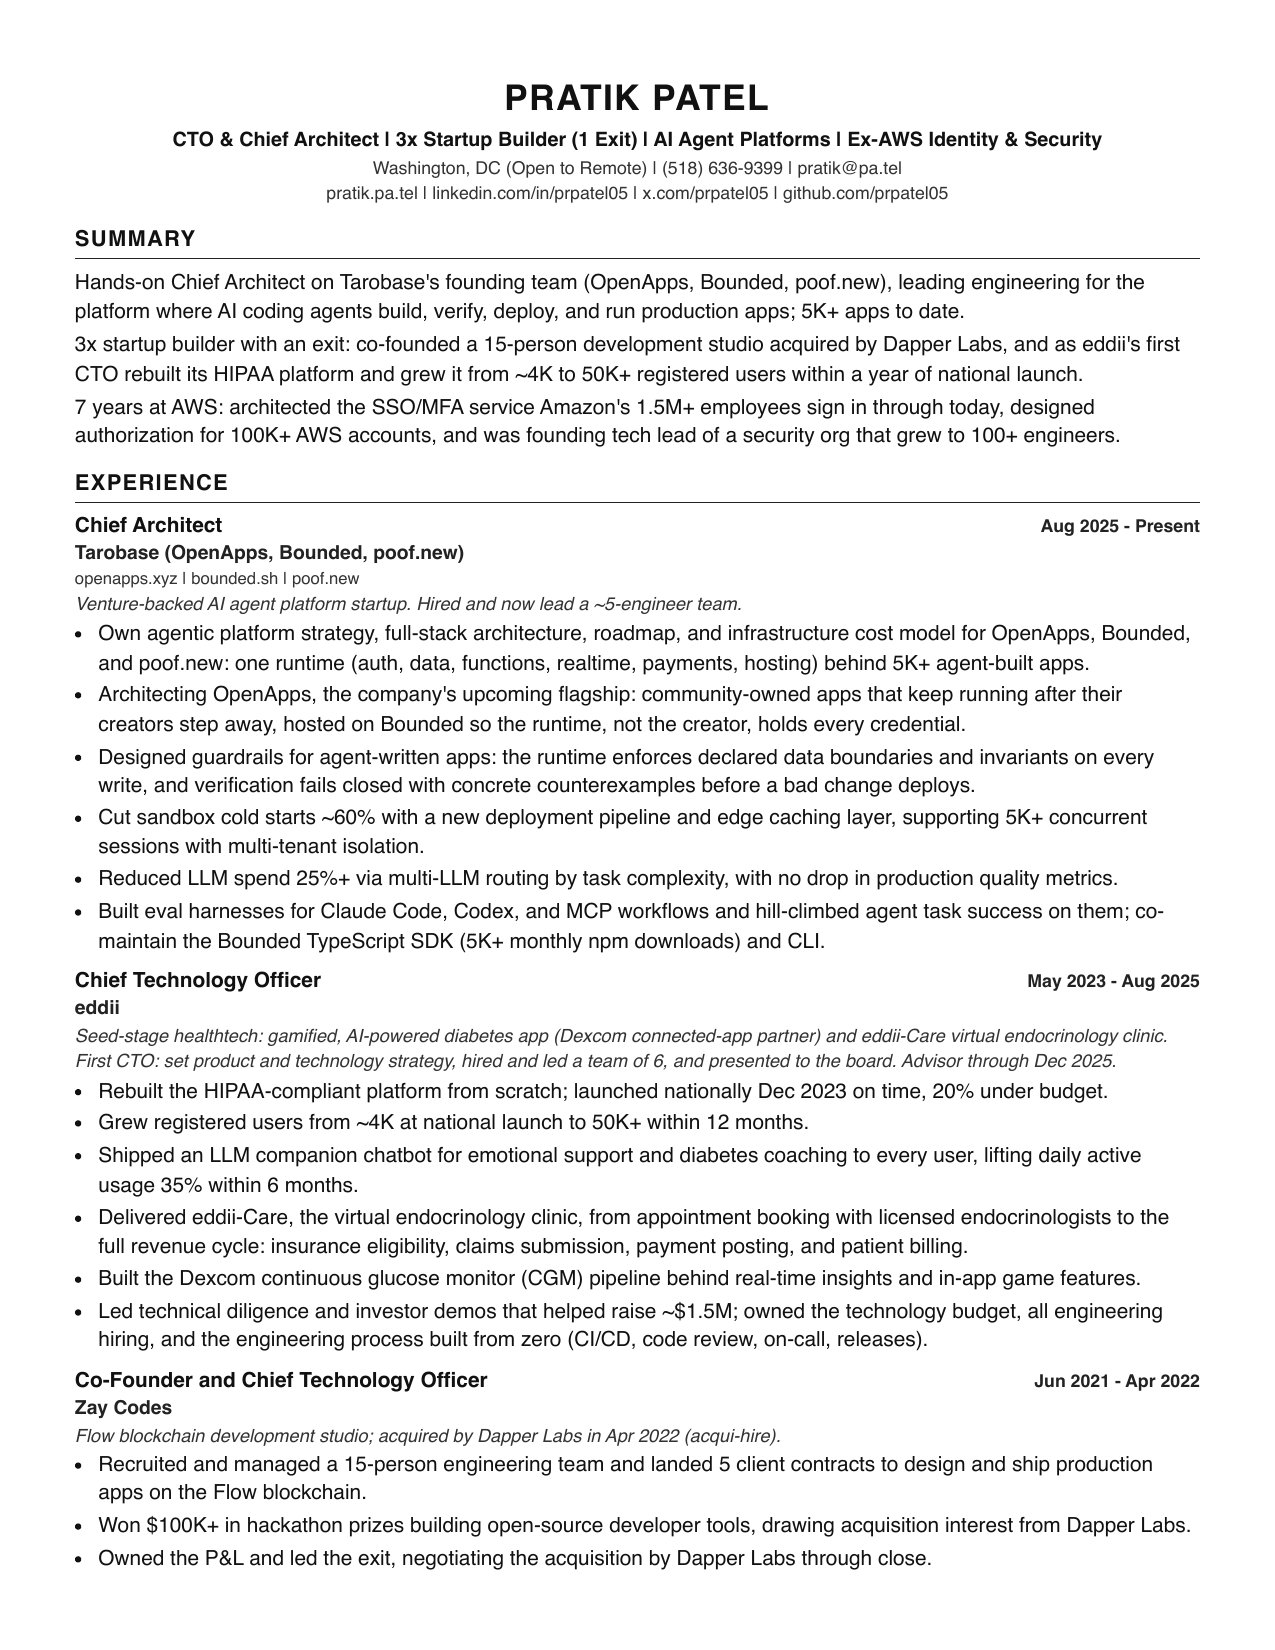 PRATIK PATEL
CTO & Chief Architect | 3x Startup Builder (1 Exit) | AI Agent Platforms | Ex-AWS Identity & Security
Washington, DC (Open to Remote) | (518) 636-9399 | pratik@pa.tel
pratik.pa.tel | linkedin.com/in/prpatel05 | x.com/prpatel05 | github.com/prpatel05
SUMMARY
Hands-on Chief Architect on Tarobase's founding team (OpenApps, Bounded, poof.new), leading engineering for the
platform where AI coding agents build, verify, deploy, and run production apps; 5K+ apps to date.
3x startup builder with an exit: co-founded a 15-person development studio acquired by Dapper Labs, and as eddii's first
CTO rebuilt its HIPAA platform and grew it from ~4K to 50K+ registered users within a year of national launch.
7 years at AWS: architected the SSO/MFA service Amazon's 1.5M+ employees sign in through today, designed
authorization for 100K+ AWS accounts, and was founding tech lead of a security org that grew to 100+ engineers.
EXPERIENCE
Chief Architect Aug 2025 - Present
Tarobase (OpenApps, Bounded, poof.new)
openapps.xyz | bounded.sh | poof.new
Venture-backed AI agent platform startup. Hired and now lead a ~5-engineer team.
• Own agentic platform strategy, full-stack architecture, roadmap, and infrastructure cost model for OpenApps, Bounded,
and poof.new: one runtime (auth, data, functions, realtime, payments, hosting) behind 5K+ agent-built apps.
• Architecting OpenApps, the company's upcoming flagship: community-owned apps that keep running after their
creators step away, hosted on Bounded so the runtime, not the creator, holds every credential.
• Designed guardrails for agent-written apps: the runtime enforces declared data boundaries and invariants on every
write, and verification fails closed with concrete counterexamples before a bad change deploys.
• Cut sandbox cold starts ~60% with a new deployment pipeline and edge caching layer, supporting 5K+ concurrent
sessions with multi-tenant isolation.
• Reduced LLM spend 25%+ via multi-LLM routing by task complexity, with no drop in production quality metrics.
• Built eval harnesses for Claude Code, Codex, and MCP workflows and hill-climbed agent task success on them; co-
maintain the Bounded TypeScript SDK (5K+ monthly npm downloads) and CLI.
Chief Technology Officer May 2023 - Aug 2025
eddii
Seed-stage healthtech: gamified, AI-powered diabetes app (Dexcom connected-app partner) and eddii-Care virtual endocrinology clinic.
First CTO: set product and technology strategy, hired and led a team of 6, and presented to the board. Advisor through Dec 2025.
• Rebuilt the HIPAA-compliant platform from scratch; launched nationally Dec 2023 on time, 20% under budget.
• Grew registered users from ~4K at national launch to 50K+ within 12 months.
• Shipped an LLM companion chatbot for emotional support and diabetes coaching to every user, lifting daily active
usage 35% within 6 months.
• Delivered eddii-Care, the virtual endocrinology clinic, from appointment booking with licensed endocrinologists to the
full revenue cycle: insurance eligibility, claims submission, payment posting, and patient billing.
• Built the Dexcom continuous glucose monitor (CGM) pipeline behind real-time insights and in-app game features.
• Led technical diligence and investor demos that helped raise ~$1.5M; owned the technology budget, all engineering
hiring, and the engineering process built from zero (CI/CD, code review, on-call, releases).
Co-Founder and Chief Technology Officer Jun 2021 - Apr 2022
Zay Codes
Flow blockchain development studio; acquired by Dapper Labs in Apr 2022 (acqui-hire).
• Recruited and managed a 15-person engineering team and landed 5 client contracts to design and ship production
apps on the Flow blockchain.
• Won $100K+ in hackathon prizes building open-source developer tools, drawing acquisition interest from Dapper Labs.
• Owned the P&L and led the exit, negotiating the acquisition by Dapper Labs through close.